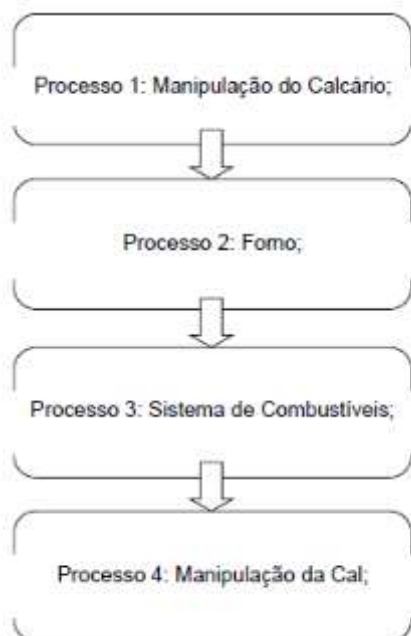 Processo 1: Manipulação do Calcário;
Processo 2: Forno;
Processo 3: Sistema de Combustíveis;
Processo 4: Manipulação da Cal;